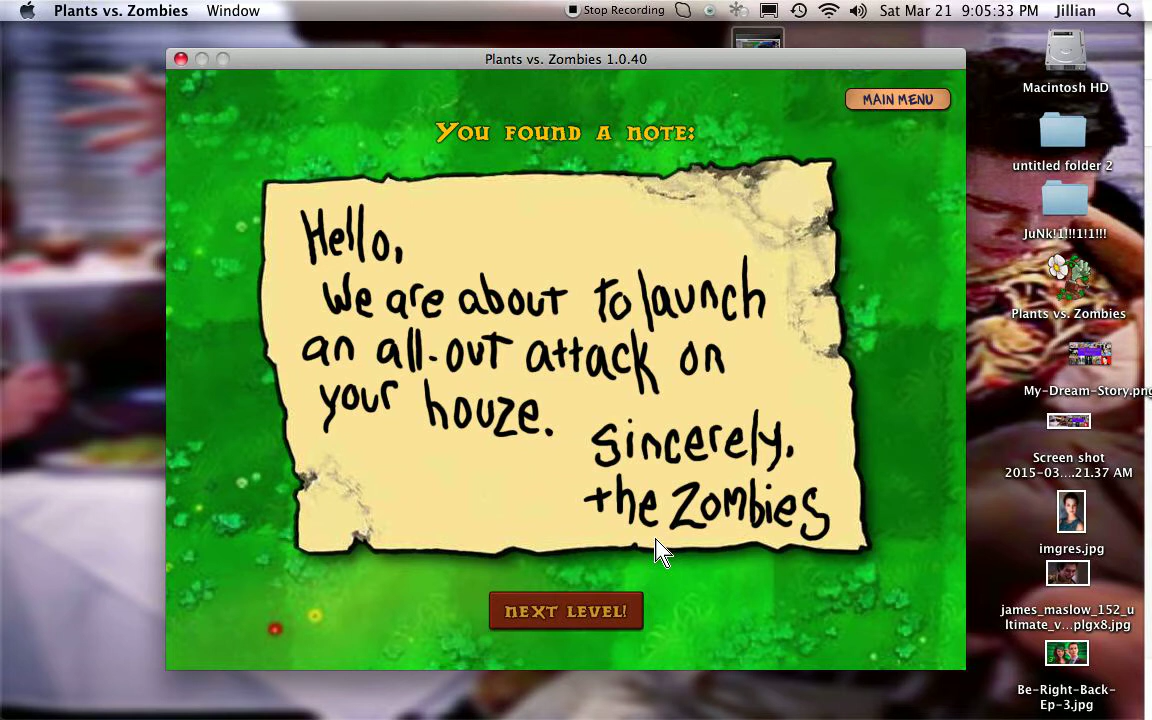 Plants vs. Zombies Window Stop Recording Sat Mar 21 9:05:33 PM Jillian
Plants vs. Zombies 1.0.40
MAIN MENU
You found a note:
Hello,
We are about to launch
an all-out attack on
your houze.
Sincerely,
the Zombies
NEXT LEVEL!
Macintosh HD
untitled folder 2
JuNk!1!!!1!1!!!
Plants vs. Zombies
My-Dream-Story.png
Screen shot
2015-03....21.37 AM
imgres.jpg
james_maslow_152_u
ltimate_v...plgx8.jpg
Be-Right-Back-
Ep-3.jpg